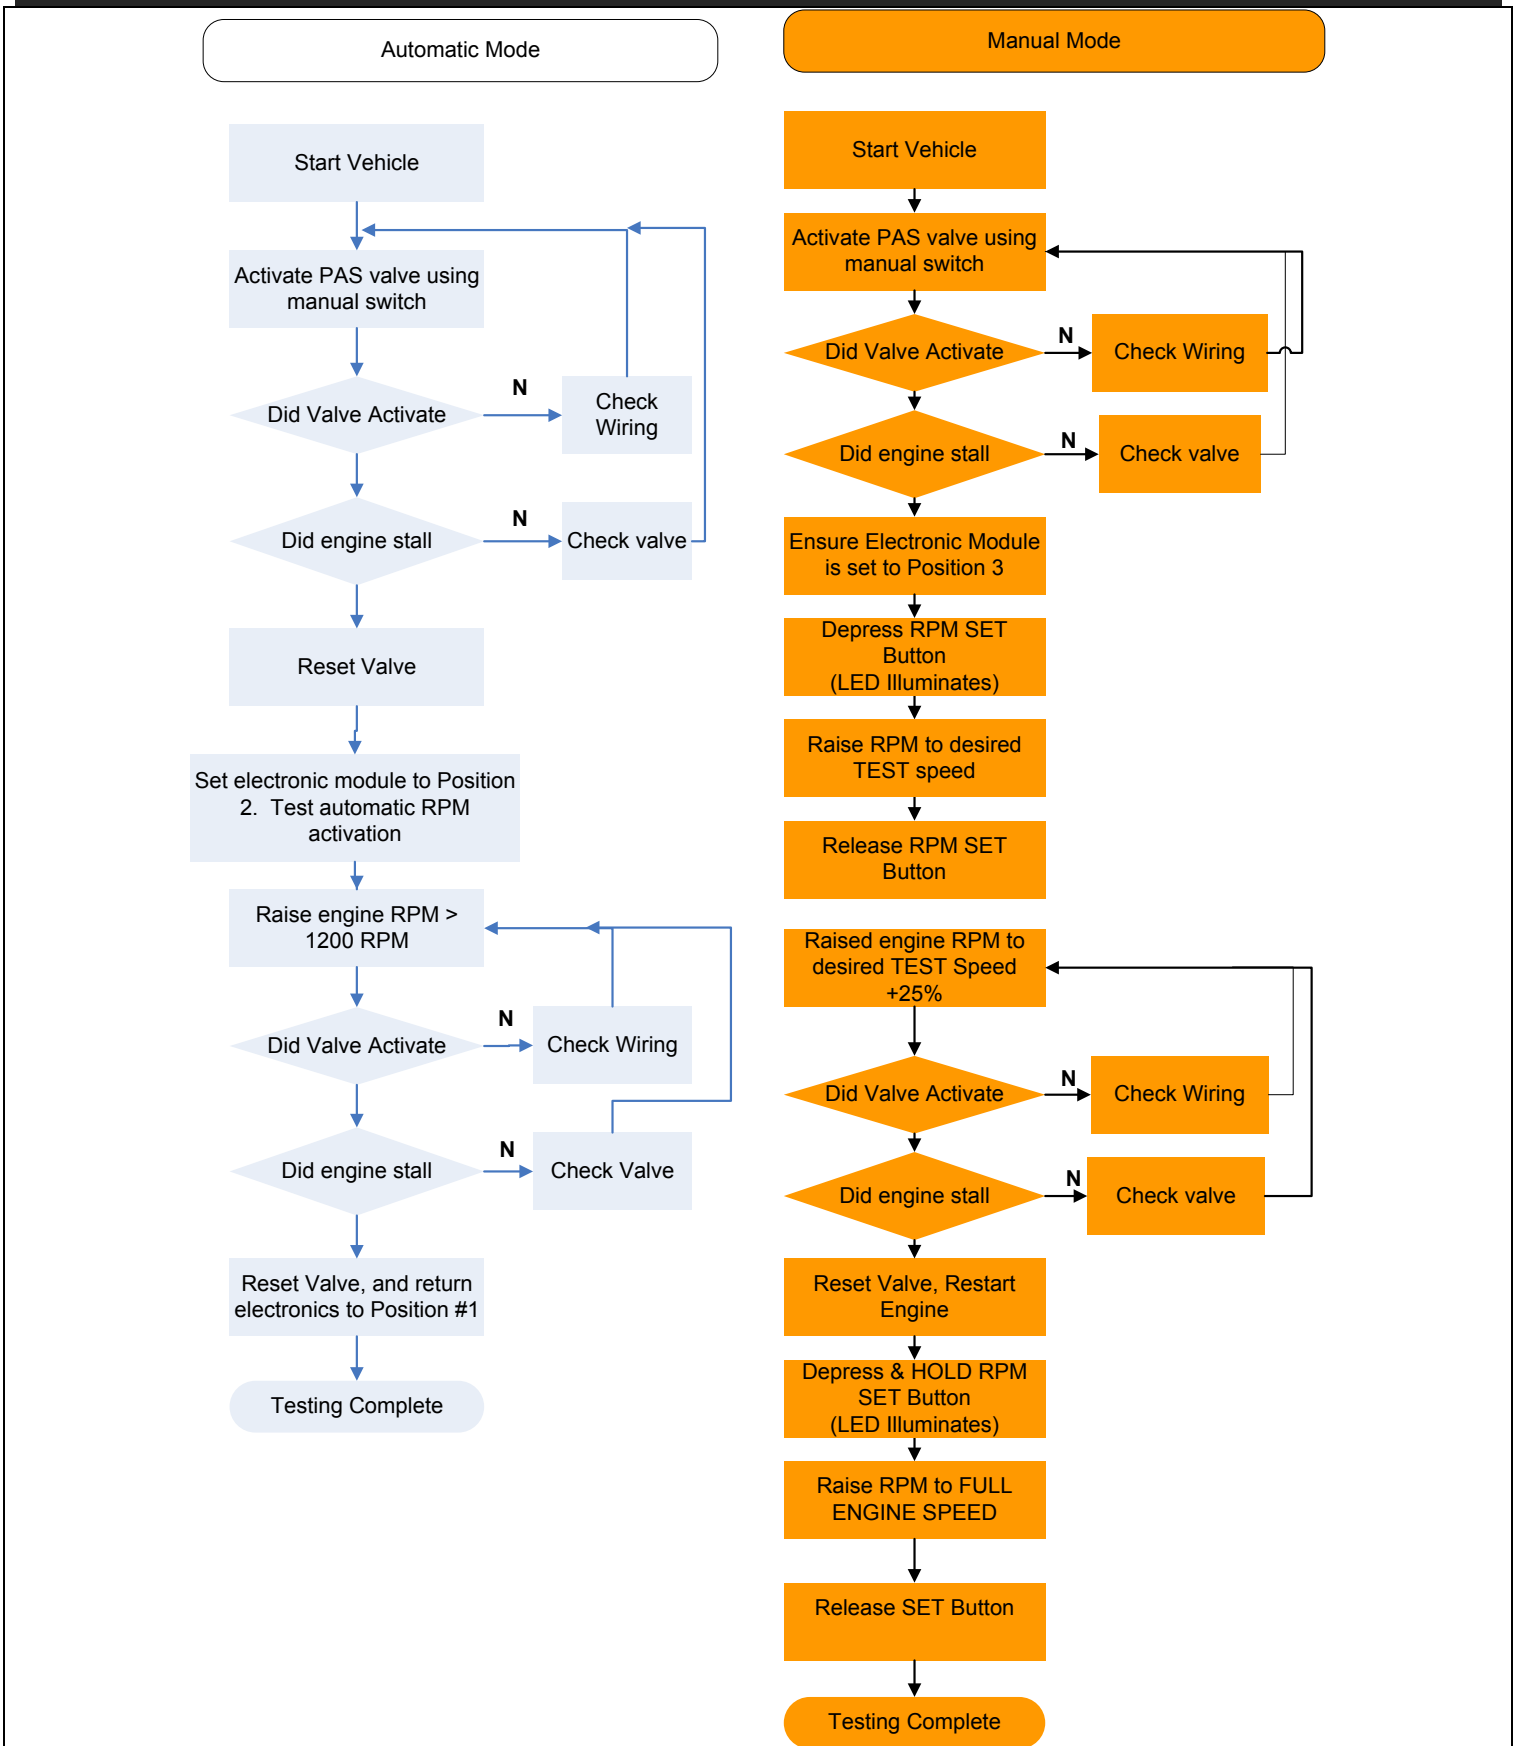 Automatic Mode
Start Vehicle
Activate PAS valve using
manual switch
Did Valve Activate
N
Check
Wiring
Did engine stall
N
Check valve
Reset Valve
Set electronic module to Position
2. Test automatic RPM
activation
Raise engine RPM >
1200 RPM
Did Valve Activate
N
Check Wiring
Did engine stall
N
Check Valve
Reset Valve, and return
electronics to Position #1
Testing Complete
Manual Mode
Start Vehicle
Activate PAS valve using
manual switch
Did Valve Activate
N
Check Wiring
Did engine stall
N
Check valve
Ensure Electronic Module
is set to Position 3
Depress RPM SET
Button
(LED Illuminates)
Raise RPM to desired
TEST speed
Release RPM SET
Button
Raised engine RPM to
desired TEST Speed
+25%
Did Valve Activate
N
Check Wiring
Did engine stall
N
Check valve
Reset Valve, Restart
Engine
Depress & HOLD RPM
SET Button
(LED Illuminates)
Raise RPM to FULL
ENGINE SPEED
Release SET Button
Testing Complete